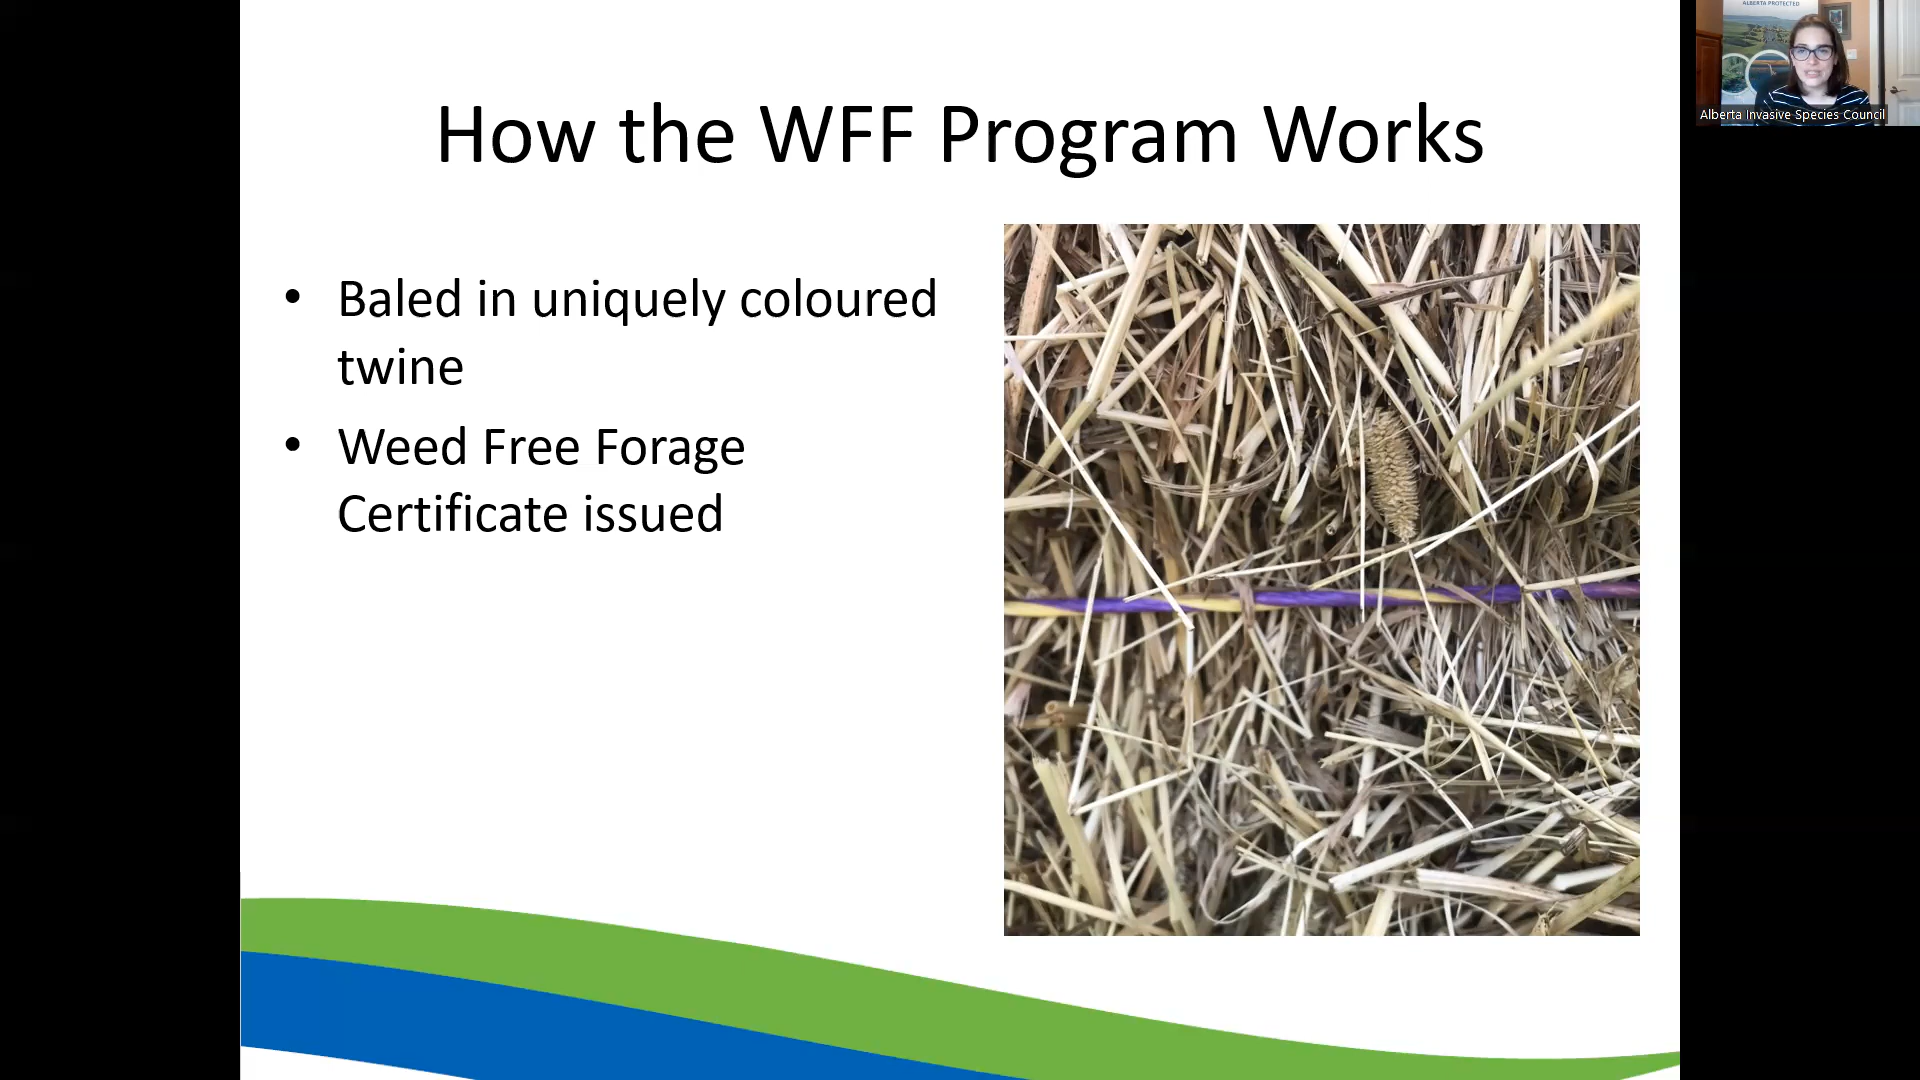 ALBERTA PROTECTED
Alberta Invasive Species Council
How the WFF Program Works
• Baled in uniquely coloured
twine
• Weed Free Forage
Certificate issued